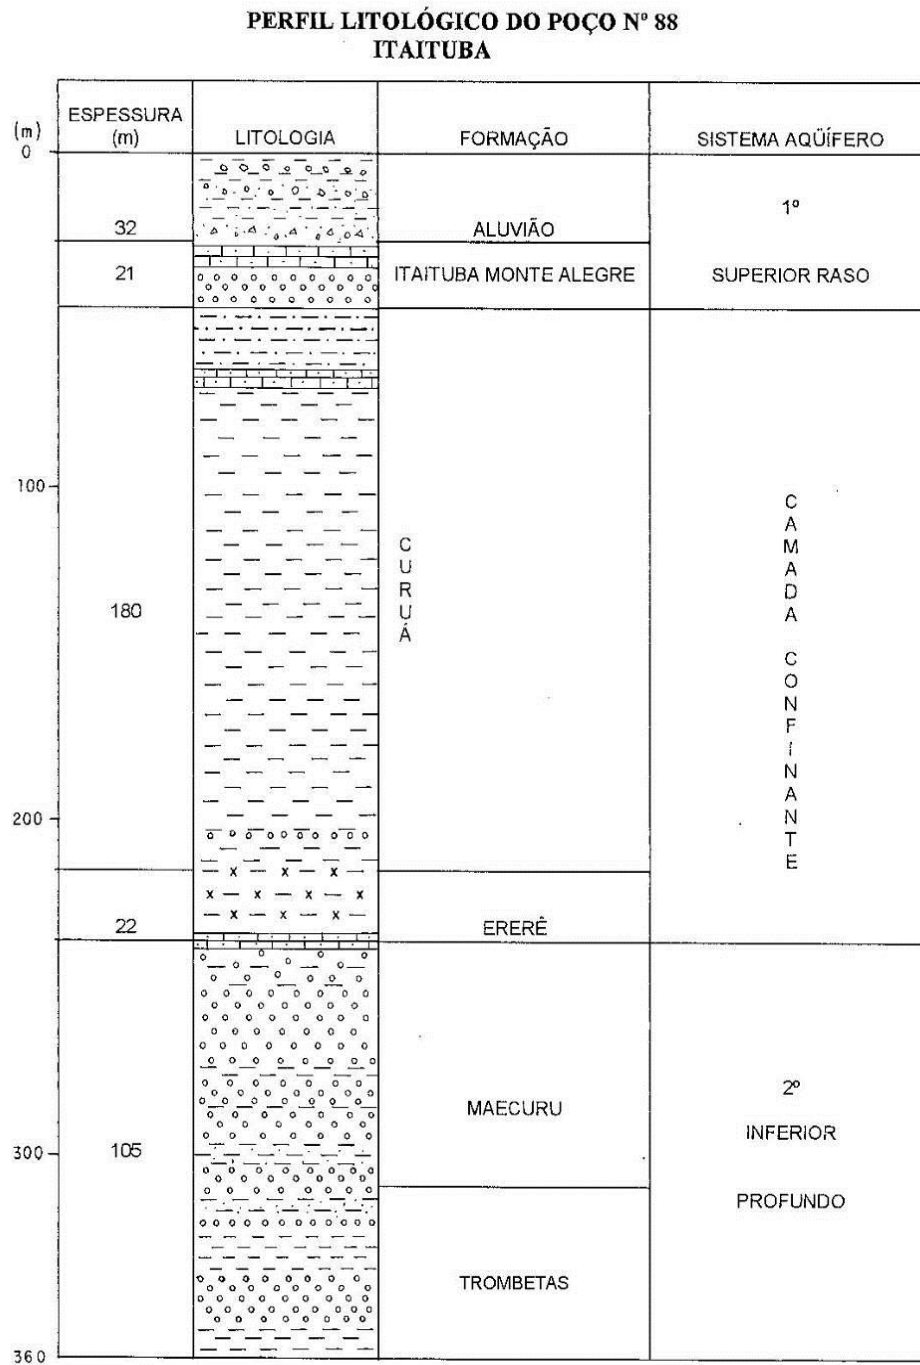 PERFIL LITOLÓGICO DO POÇO Nº 88
ITAITUBA
(m)
ESPESSURA
(m)
LITOLOGIA
FORMAÇÃO
SISTEMA AQÜÍFERO
0
32
ALUVIÃO
1º
21
ITAITUBA MONTE ALEGRE
SUPERIOR RASO
100
180
CURUÁ
CAMADA CONFINANTE
200
22
ERERÊ
300
105
MAECURU
2º
INFERIOR
PROFUNDO
TROMBETAS
360